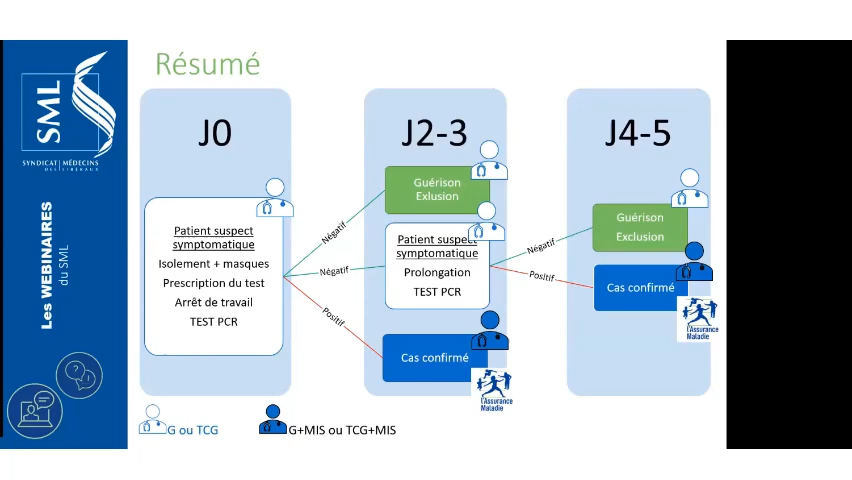 SML
SYNDICAT MÉDECINS
DES LIBÉRAUX
Les WEBINAIRES
du SML
Résumé
J0
Patient suspect
symptomatique
Isolement + masques
Prescription du test
Arrêt de travail
TEST PCR
Négatif
Négatif
Positif
J2-3
Guérison
Exlusion
Patient suspect
symptomatique
Prolongation
TEST PCR
Cas confirmé
l'Assurance
Maladie
Négatif
Positif
J4-5
Guérison
Exclusion
Cas confirmé
l'Assurance
Maladie
G ou TCG
G+MIS ou TCG+MIS